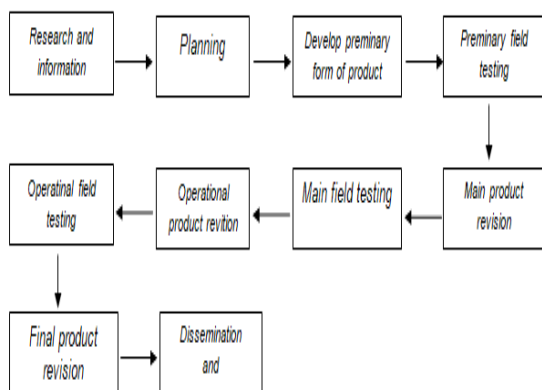 Research and
information
Planning
Develop preminary
form of product
Preminary field
testing
Main product
revision
Main field testing
Operational
product revition
Operatinal field
testing
Final product
revision
Dissemination
and